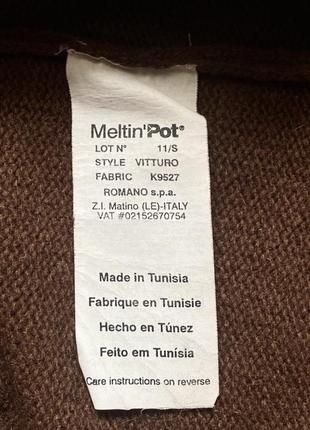 Meltin'Pot®
LOT N° 11/S
STYLE VITTURO
FABRIC K9527
ROMANO s.p.a.
Z.I. Matino (LE)-ITALY
VAT #02152670754
Made in Tunisia
Fabrique en Tunisie
Hecho en Túnez
Feito em Tunísia
Care instructions on reverse